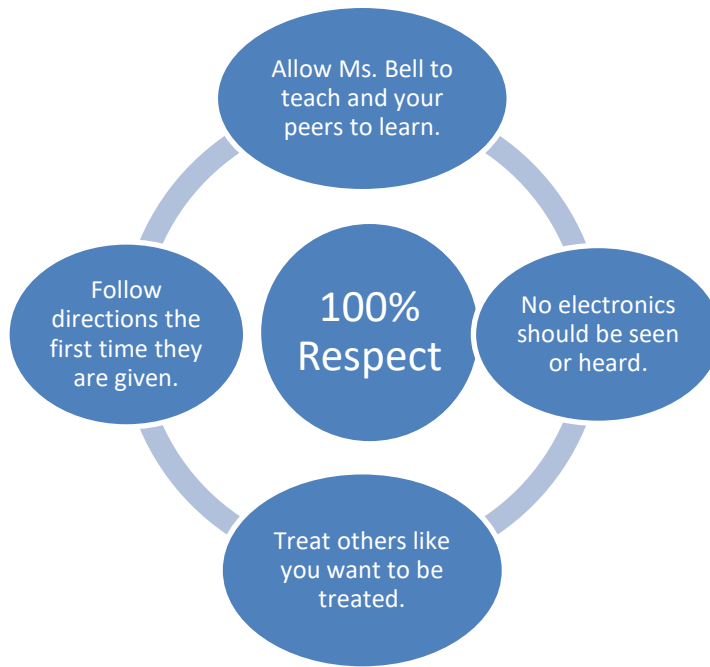 Allow Ms. Bell to
teach and your
peers to learn.
Follow
directions the
first time they
are given.
100%
Respect
No electronics
should be seen
or heard.
Treat others like
you want to be
treated.